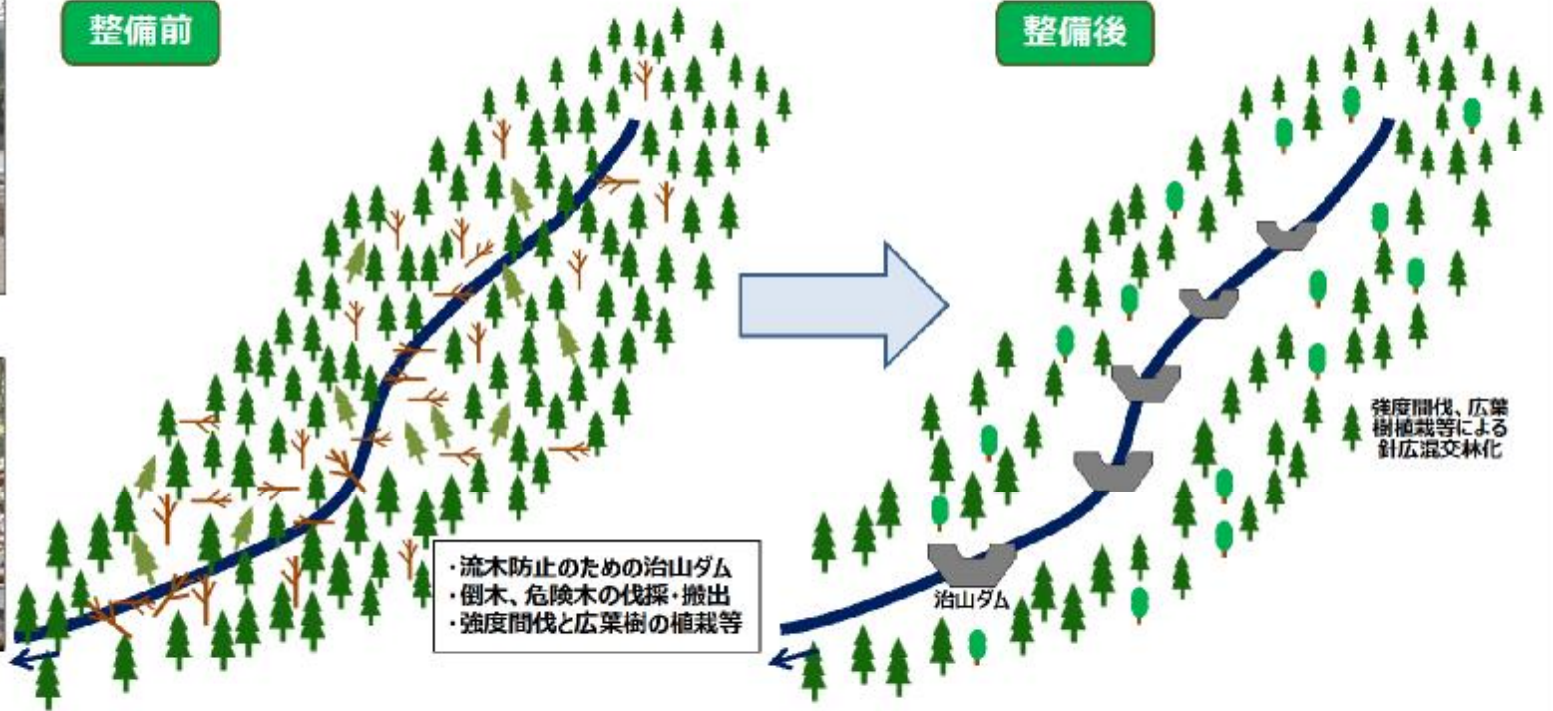 整備前
整備後
・流木防止のための治山ダム
・倒木、危険木の伐採・搬出
・強度間伐と広葉樹の植栽等
治山ダム
強度間伐、広葉
樹植栽等による
針広混交林化